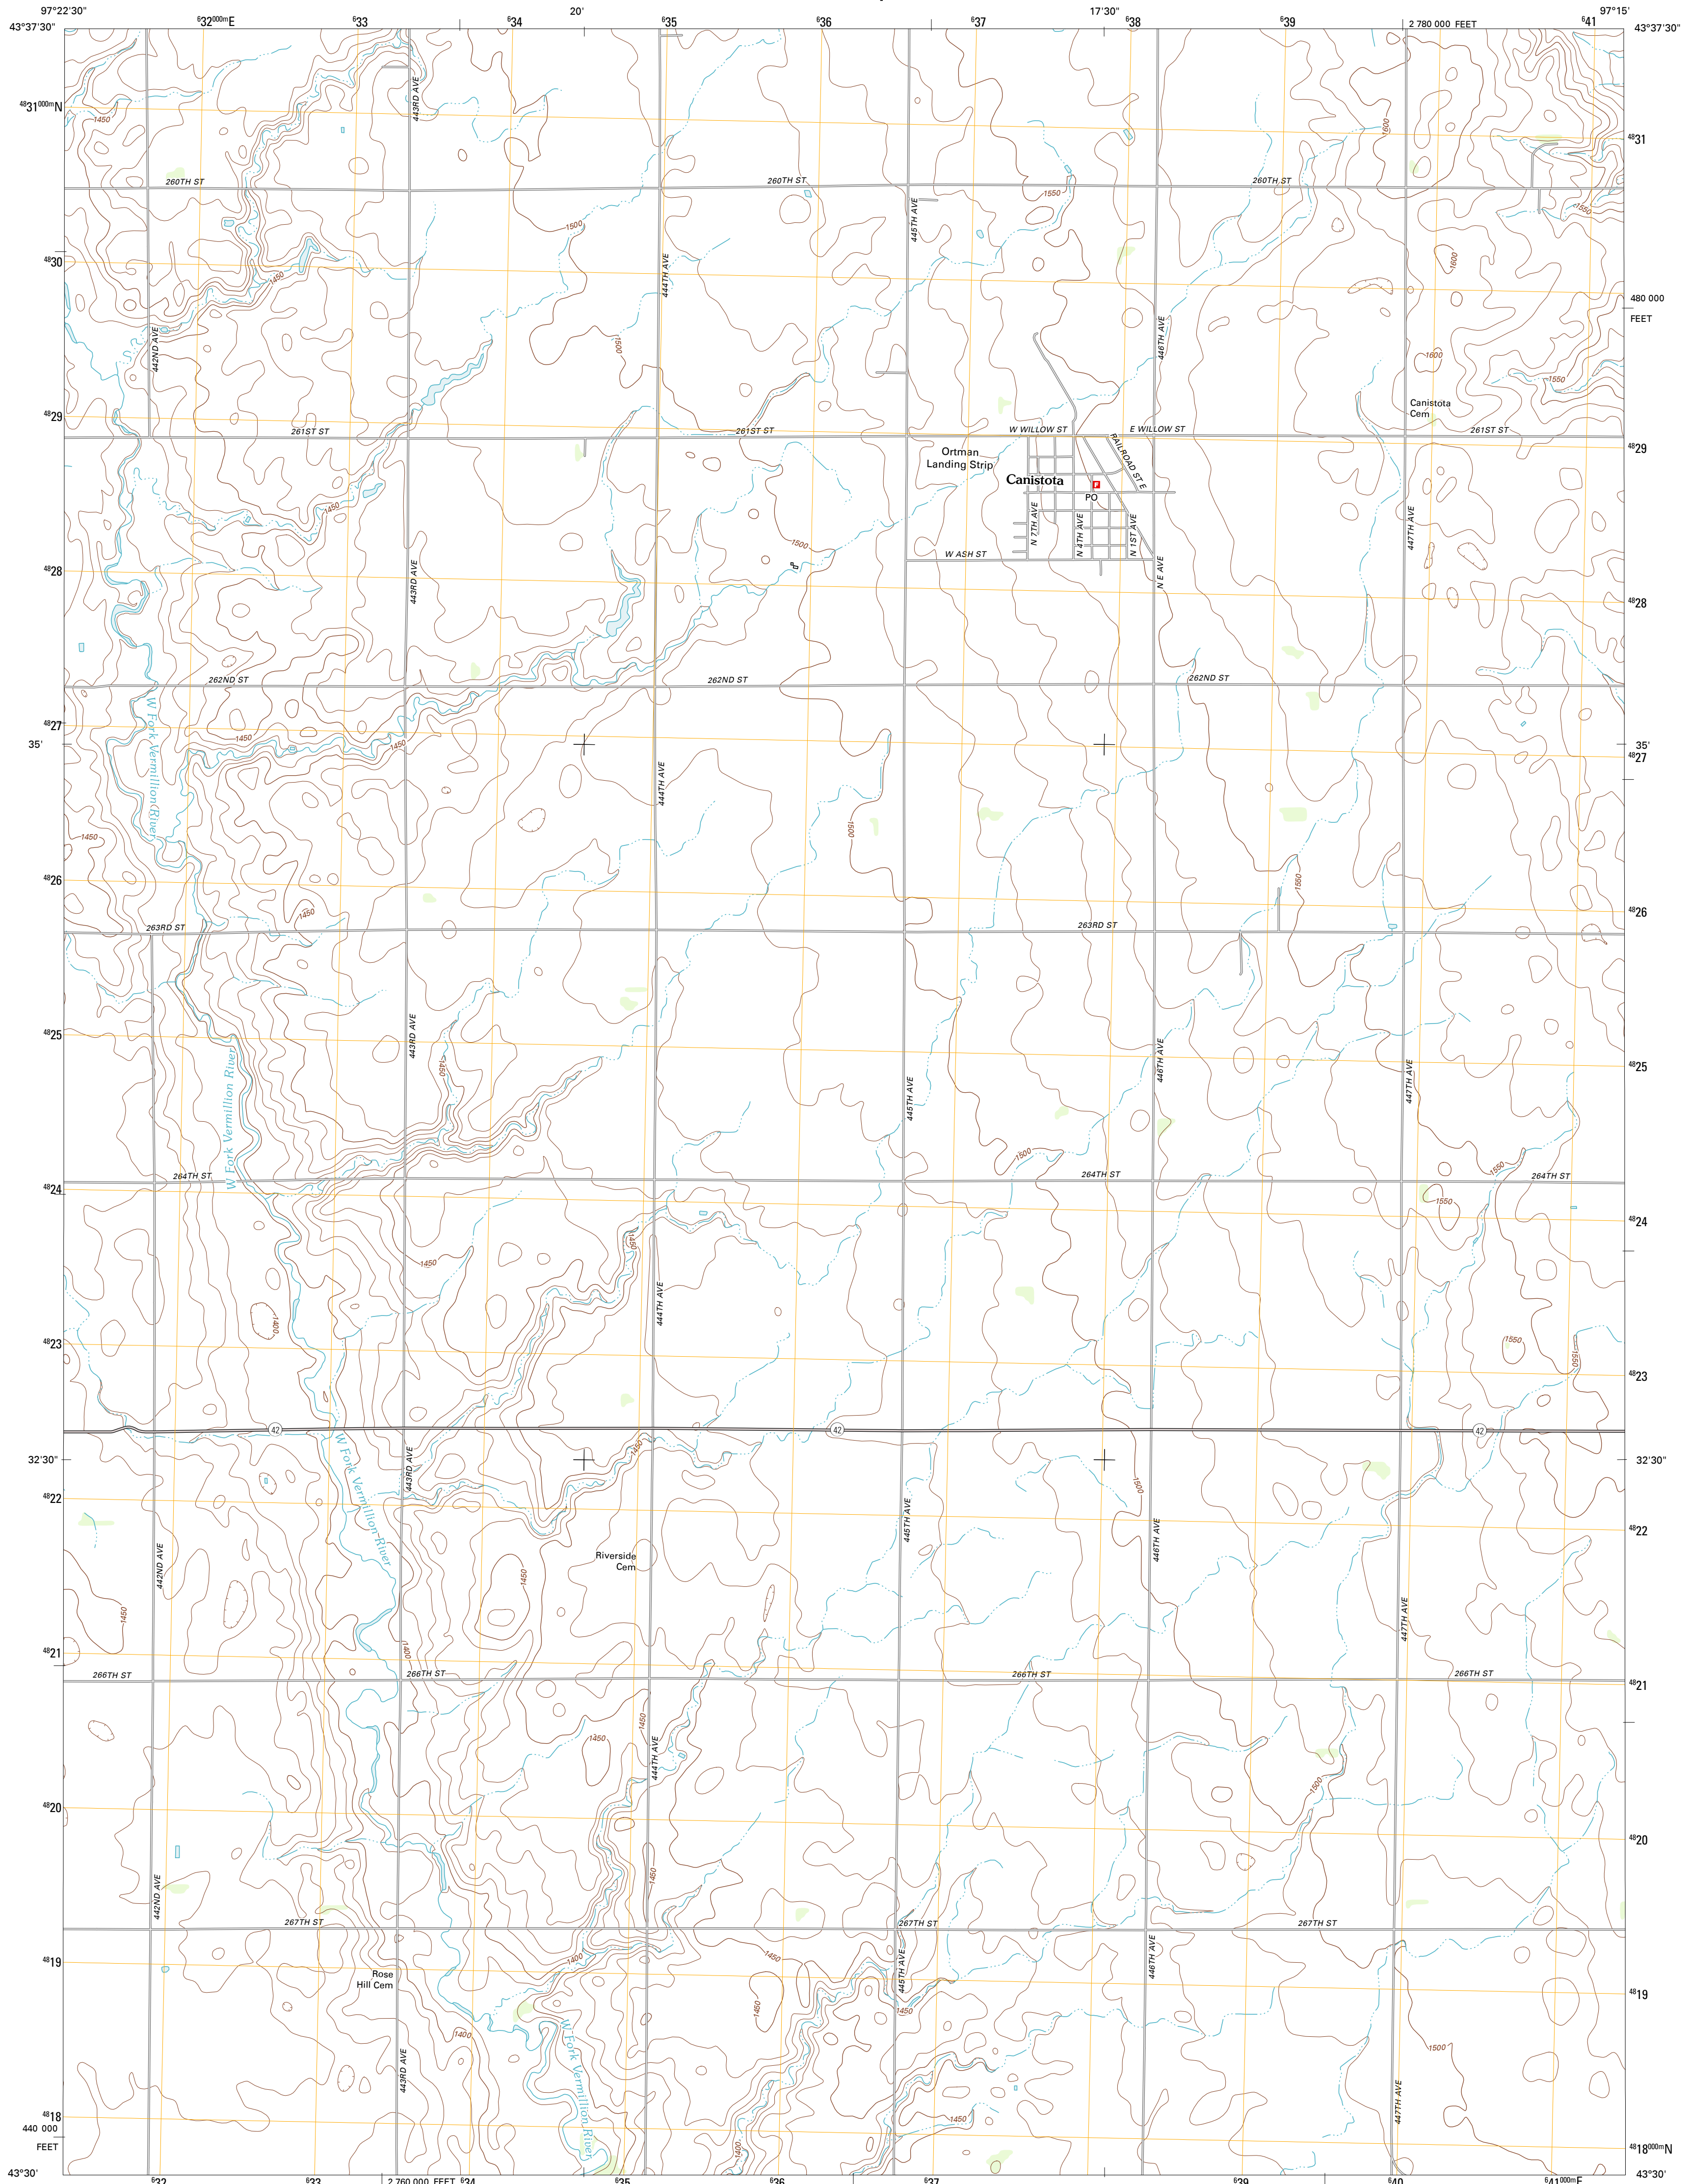 97°22'30"
⁶32⁰⁰⁰ᵐE
⁶33
⁶34
20'
⁶35
⁶36
⁶37
17'30"
⁶38
⁶39
2 780 000 FEET
⁶41
97°15'
43°37'30"
43°37'30"
443RD AVE
⁴⁸31⁰⁰⁰ᵐN
1450
1600
⁴⁸31
260TH ST
260TH ST
260TH ST
1550
1550
445TH AVE
1500
⁴⁸30
1450
444TH AVE
1600
480 000
FEET
442ND AVE
1500
446TH AVE
1600
1550
⁴⁸29
Canistota
Cem
261ST ST
261ST ST
W WILLOW ST
E WILLOW ST
261ST ST
⁴⁸29
RAILROAD ST E
Ortman
Landing Strip
Canistota
PO
1450
N 7TH AVE
N 4TH AVE
N 1ST AVE
447TH AVE
1500
W ASH ST
⁴⁸28
443RD AVE
N E AVE
⁴⁸28
262ND ST
262ND ST
262ND ST
W Fork Vermillion River
⁴⁸27
1450
1450
35'
35'
⁴⁸27
444TH AVE
1450
1500
⁴⁸26
1550
1450
⁴⁸26
263RD ST
263RD ST
⁴⁸25
443RD AVE
1450
446TH AVE
⁴⁸25
447TH AVE
445TH AVE
W Fork Vermillion River
1500
1550
264TH ST
264TH ST
264TH ST
⁴⁸24
1550
⁴⁸24
1450
1450
444TH AVE
1400
⁴⁸23
1550
1550
⁴⁸23
42
42
42
W Fork Vermillion River
443RD AVE
1450
32'30"
32'30"
1500
⁴⁸22
445TH AVE
⁴⁸22
446TH AVE
442ND AVE
Riverside
Cem
1450
1450
447TH AVE
1400
⁴⁸21
266TH ST
266TH ST
266TH ST
266TH ST
⁴⁸21
1450
1450
444TH AVE
1500
⁴⁸20
⁴⁸20
1450
442ND AVE
267TH ST
267TH ST
267TH ST
446TH AVE
1400
1450
445TH AVE
⁴⁸19
Rose
Hill Cem
1450
1450
⁴⁸19
1400
W Fork Vermillion River
1500
443RD AVE
447TH AVE
⁴⁸18
1450
440 000
FEET
1400
⁴⁸18⁰⁰⁰ᵐN
43°30'
43°30'
⁶32
⁶33
2 760 000 FEET
⁶34
⁶35
⁶36
⁶37
⁶39
⁶40
⁶41⁰⁰⁰ᵐE